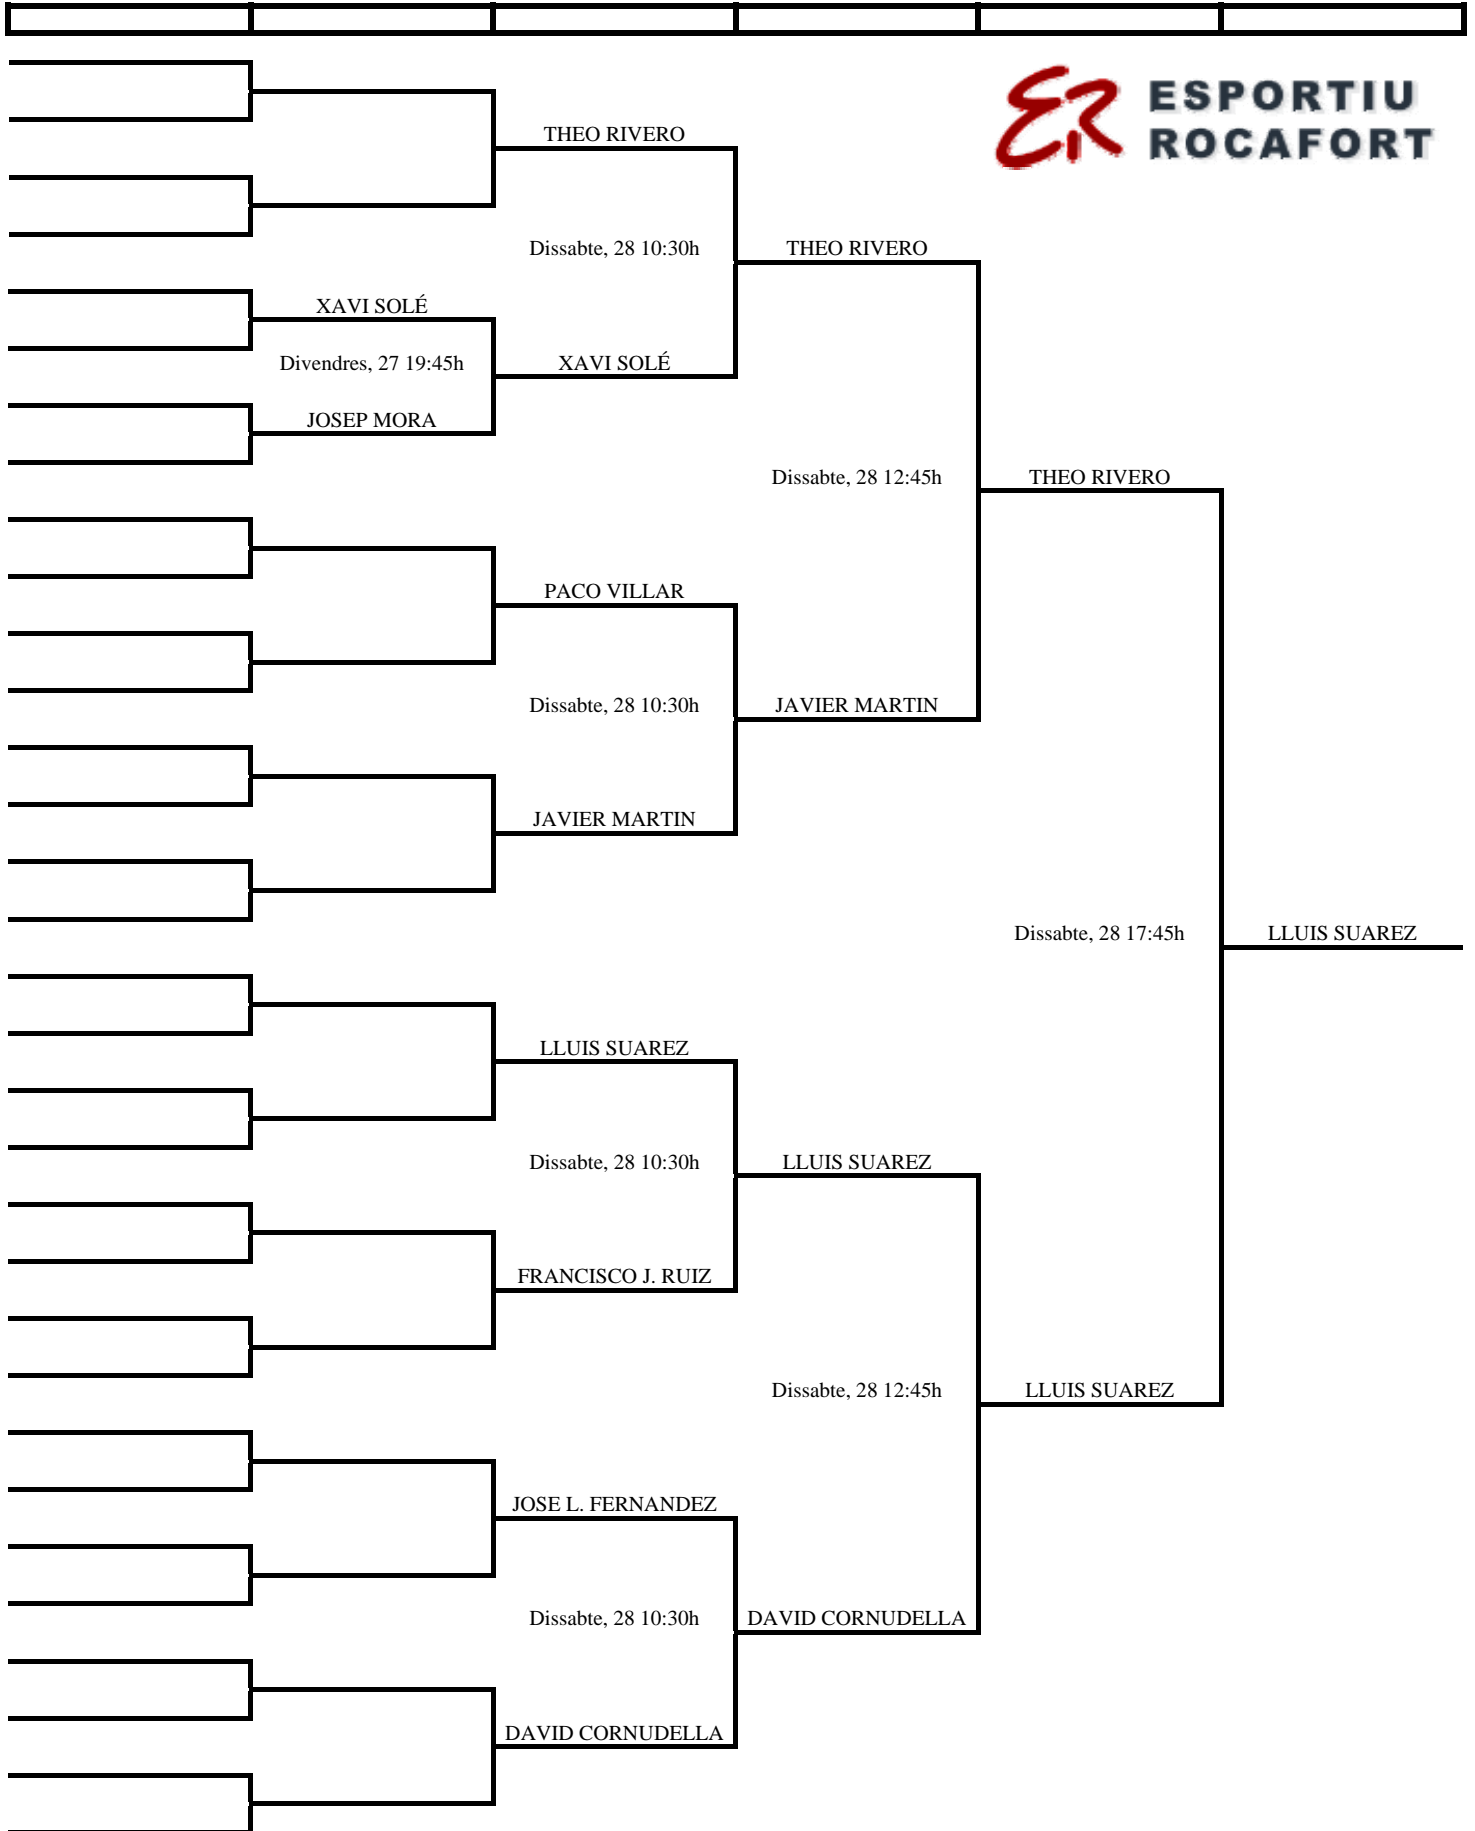 ESPORTIU
ROCAFORT
THEO RIVERO
Dissabte, 28 10:30h
THEO RIVERO
XAVI SOLÉ
Divendres, 27 19:45h
XAVI SOLÉ
JOSEP MORA
Dissabte, 28 12:45h
THEO RIVERO
PACO VILLAR
Dissabte, 28 10:30h
JAVIER MARTIN
JAVIER MARTIN
Dissabte, 28 17:45h
LLUIS SUAREZ
LLUIS SUAREZ
Dissabte, 28 10:30h
LLUIS SUAREZ
FRANCISCO J. RUIZ
Dissabte, 28 12:45h
LLUIS SUAREZ
JOSE L. FERNANDEZ
Dissabte, 28 10:30h
DAVID CORNUDELLA
DAVID CORNUDELLA